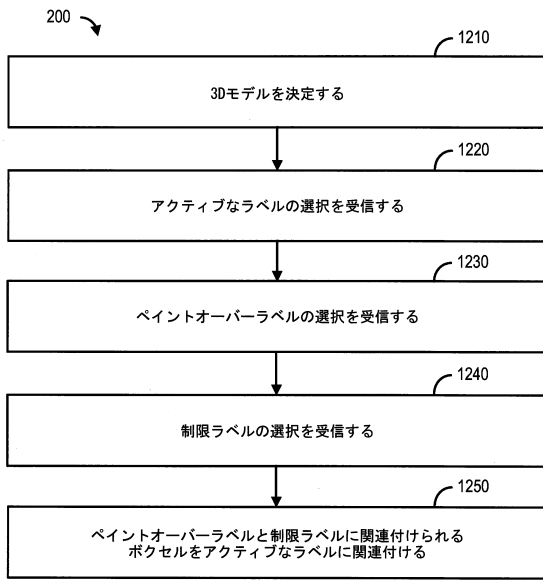 200
1210
3Dモデルを決定する
1220
アクティブなラベルの選択を受信する
1230
ペイントオーバーラベルの選択を受信する
1240
制限ラベルの選択を受信する
1250
ペイントオーバーラベルと制限ラベルに関連付けられる
ボクセルをアクティブなラベルに関連付ける